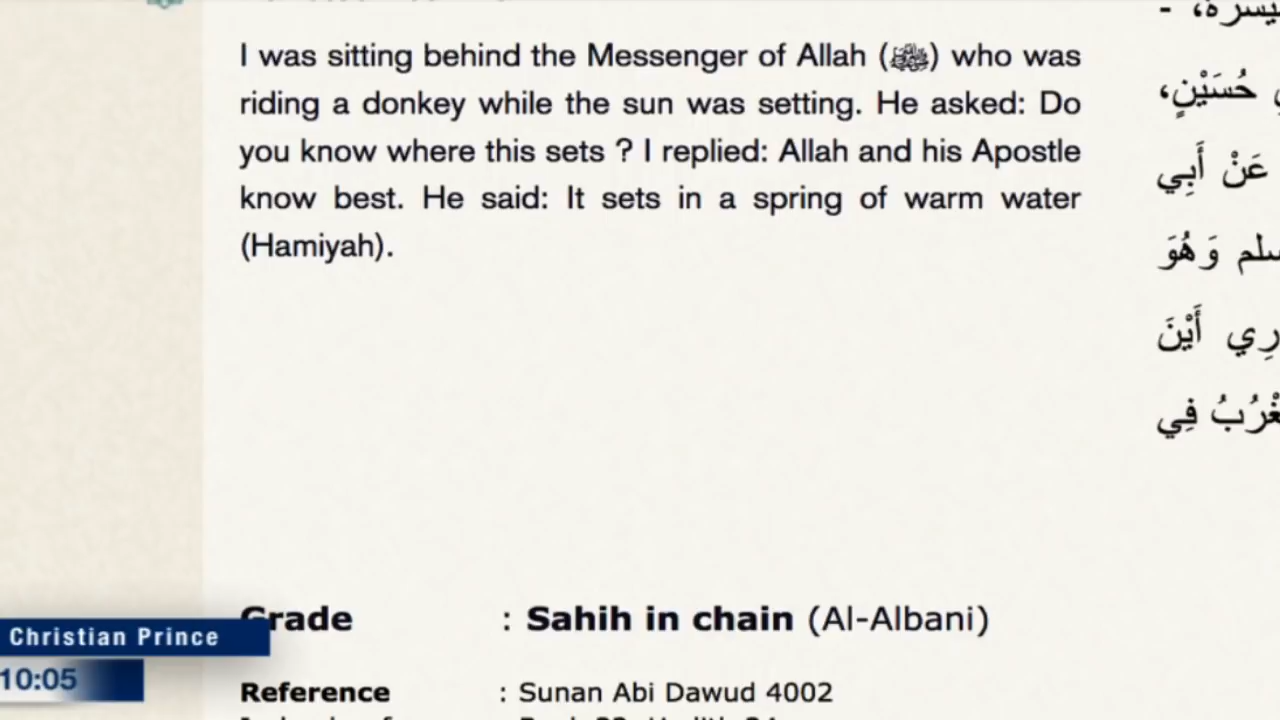 I was sitting behind the Messenger of Allah (ﷺ) who was
riding a donkey while the sun was setting. He asked: Do
you know where this sets ? I replied: Allah and his Apostle
know best. He said: It sets in a spring of warm water
(Hamiyah).
حُسَيْنٍ،
عَنْ أَبِي
وَهُوَ
أَيْنَ
فِي
Grade : Sahih in chain (Al-Albani)
Christian Prince
10:05
Reference : Sunan Abi Dawud 4002